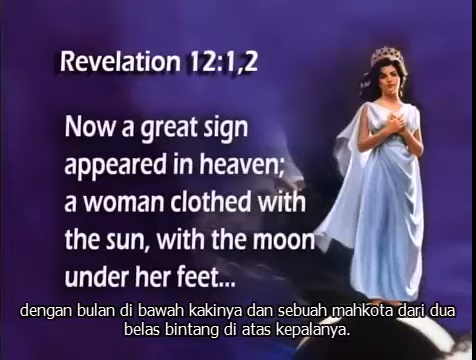 Revelation 12:1,2
Now a great sign
appeared in heaven;
a woman clothed with
the sun, with the moon
under her feet...
dengan bulan di bawah kakinya dan sebuah mahkota dari dua
belas bintang di atas kepalanya.